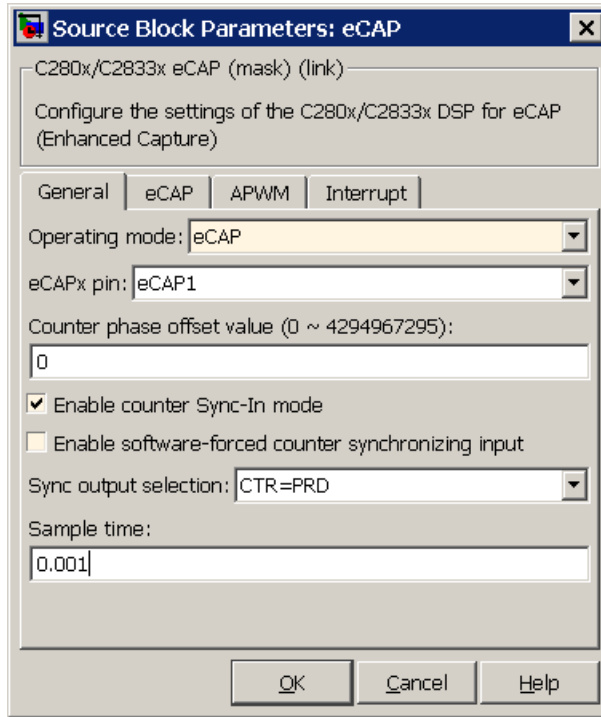 Source Block Parameters: eCAP
C280x/C2833x eCAP (mask) (link)
Configure the settings of the C280x/C2833x DSP for eCAP
(Enhanced Capture)
General eCAP APWM Interrupt
Operating mode: eCAP
eCAPx pin: eCAP1
Counter phase offset value (0 ~ 4294967295):
0
Enable counter Sync-In mode
Enable software-forced counter synchronizing input
Sync output selection: CTR=PRD
Sample time:
0.001
OK Cancel Help